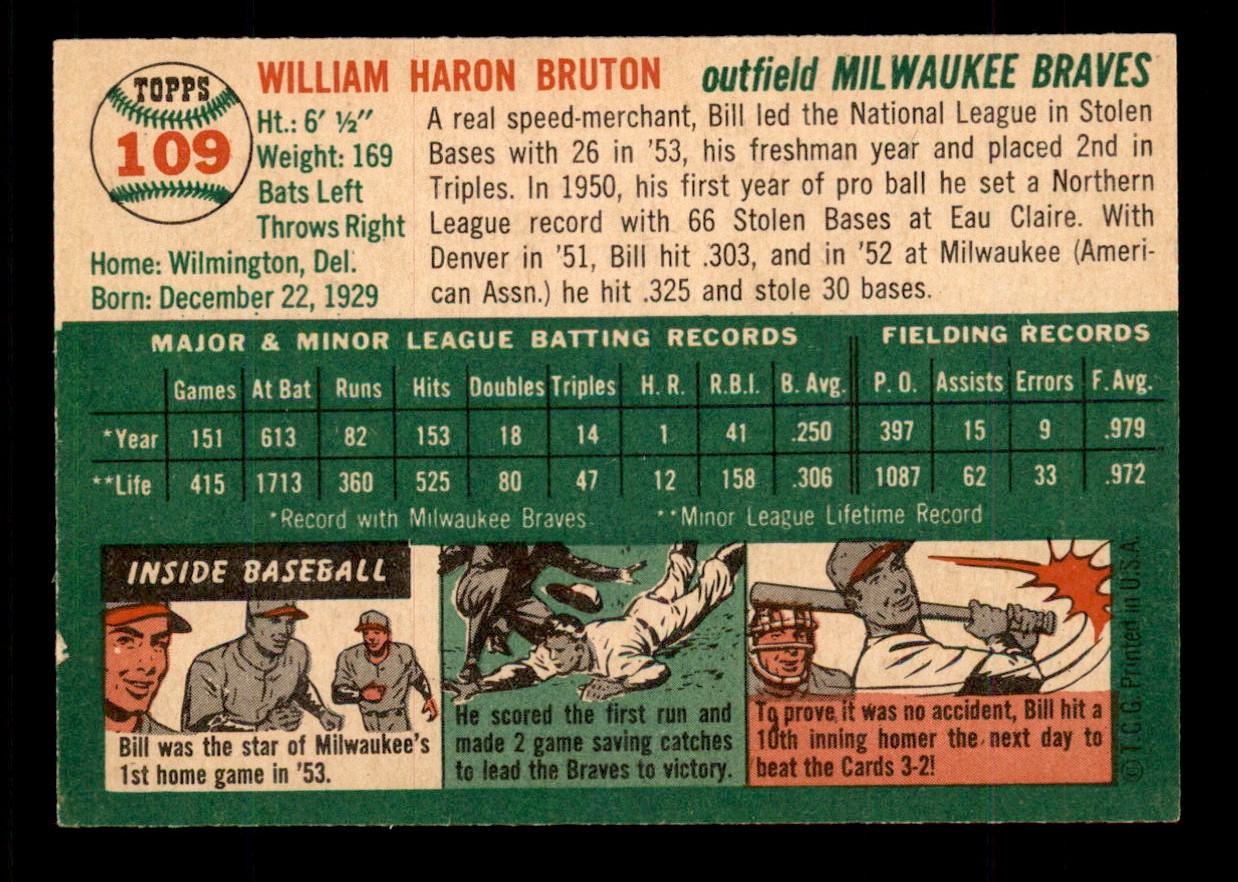 TOPPS
109
WILLIAM HARON BRUTON
outfield MILWAUKEE BRAVES
Ht.: 6' ½"
Weight: 169
Bats Left
Throws Right
Home: Wilmington, Del.
Born: December 22, 1929
A real speed-merchant, Bill led the National League in Stolen
Bases with 26 in '53, his freshman year and placed 2nd in
Triples. In 1950, his first year of pro ball he set a Northern
League record with 66 Stolen Bases at Eau Claire. With
Denver in '51, Bill hit .303, and in '52 at Milwaukee (Ameri-
can Assn.) he hit .325 and stole 30 bases.
MAJOR & MINOR LEAGUE BATTING RECORDS FIELDING RECORDS
Games At Bat Runs Hits Doubles Triples H. R. R.B.I. B. Avg. P. O. Assists Errors F. Avg.
*Year 151 613 82 153 18 14 1 41 .250 397 15 9 .979
**Life 415 1713 360 525 80 47 12 158 .306 1087 62 33 .972
*Record with Milwaukee Braves **Minor League Lifetime Record
INSIDE BASEBALL
Bill was the star of Milwaukee's
1st home game in '53.
He scored the first run and
made 2 game saving catches
to lead the Braves to victory.
To prove it was no accident, Bill hit a
10th inning homer the next day to
beat the Cards 3-2!
© T.C.G. Printed in U.S.A.